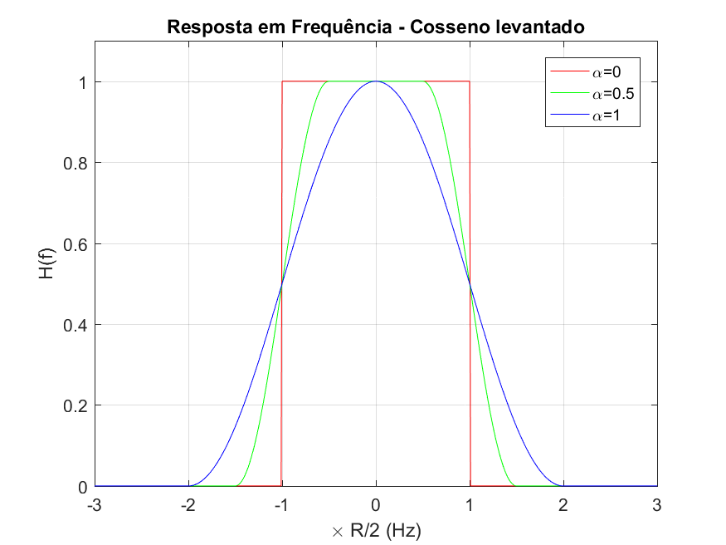 Resposta em Frequência - Cosseno levantado
α=0
α=0.5
α=1
H(f)
1
0.8
0.6
0.4
0.2
0
-3 -2 -1 0 1 2 3
× R/2 (Hz)